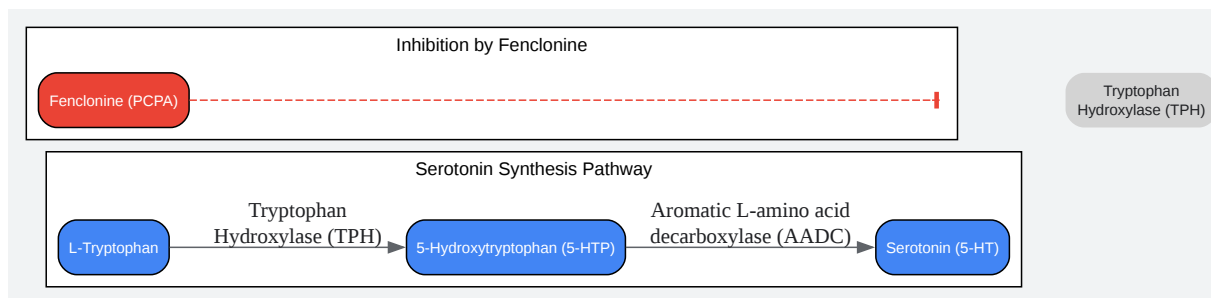 Inhibition by Fenclonine
Fenclonine (PCPA)
Tryptophan
Hydroxylase (TPH)
Serotonin Synthesis Pathway
L-Tryptophan
Tryptophan
Hydroxylase (TPH)
5-Hydroxytryptophan (5-HTP)
Aromatic L-amino acid
decarboxylase (AADC)
Serotonin (5-HT)